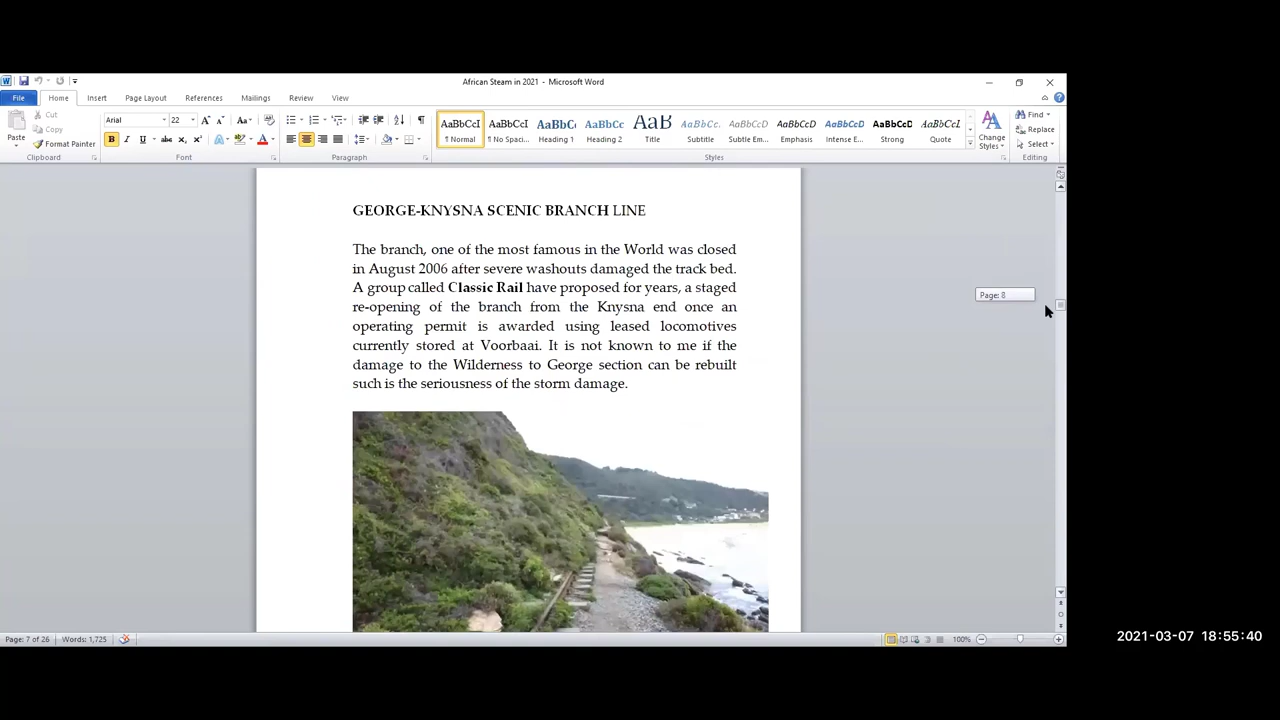 African Steam in 2021 - Microsoft Word
File Home Insert Page Layout References Mailings Review View
Paste
Cut
Copy
Format Painter
Clipboard
Arial 22
Font
Paragraph
AaBbCcI AaBbCcI AaBbC AaBbCc AaB AaBbCc. AaBbCcD AaBbCcD AaBbCcD AaBbCcD AaBbCcI
¶ Normal ¶ No Spaci... Heading 1 Heading 2 Title Subtitle Subtle Em... Emphasis Intense E... Strong Quote
Change Styles
Styles
Find
Replace
Select
Editing
GEORGE-KNYSNA SCENIC BRANCH LINE
The branch, one of the most famous in the World was closed
in August 2006 after severe washouts damaged the track bed.
A group called Classic Rail have proposed for years, a staged
re-opening of the branch from the Knysna end once an
operating permit is awarded using leased locomotives
currently stored at Voorbaai. It is not known to me if the
damage to the Wilderness to George section can be rebuilt
such is the seriousness of the storm damage.
Page: 8
Page: 7 of 26 Words: 1,725 100%
2021-03-07 18:55:40